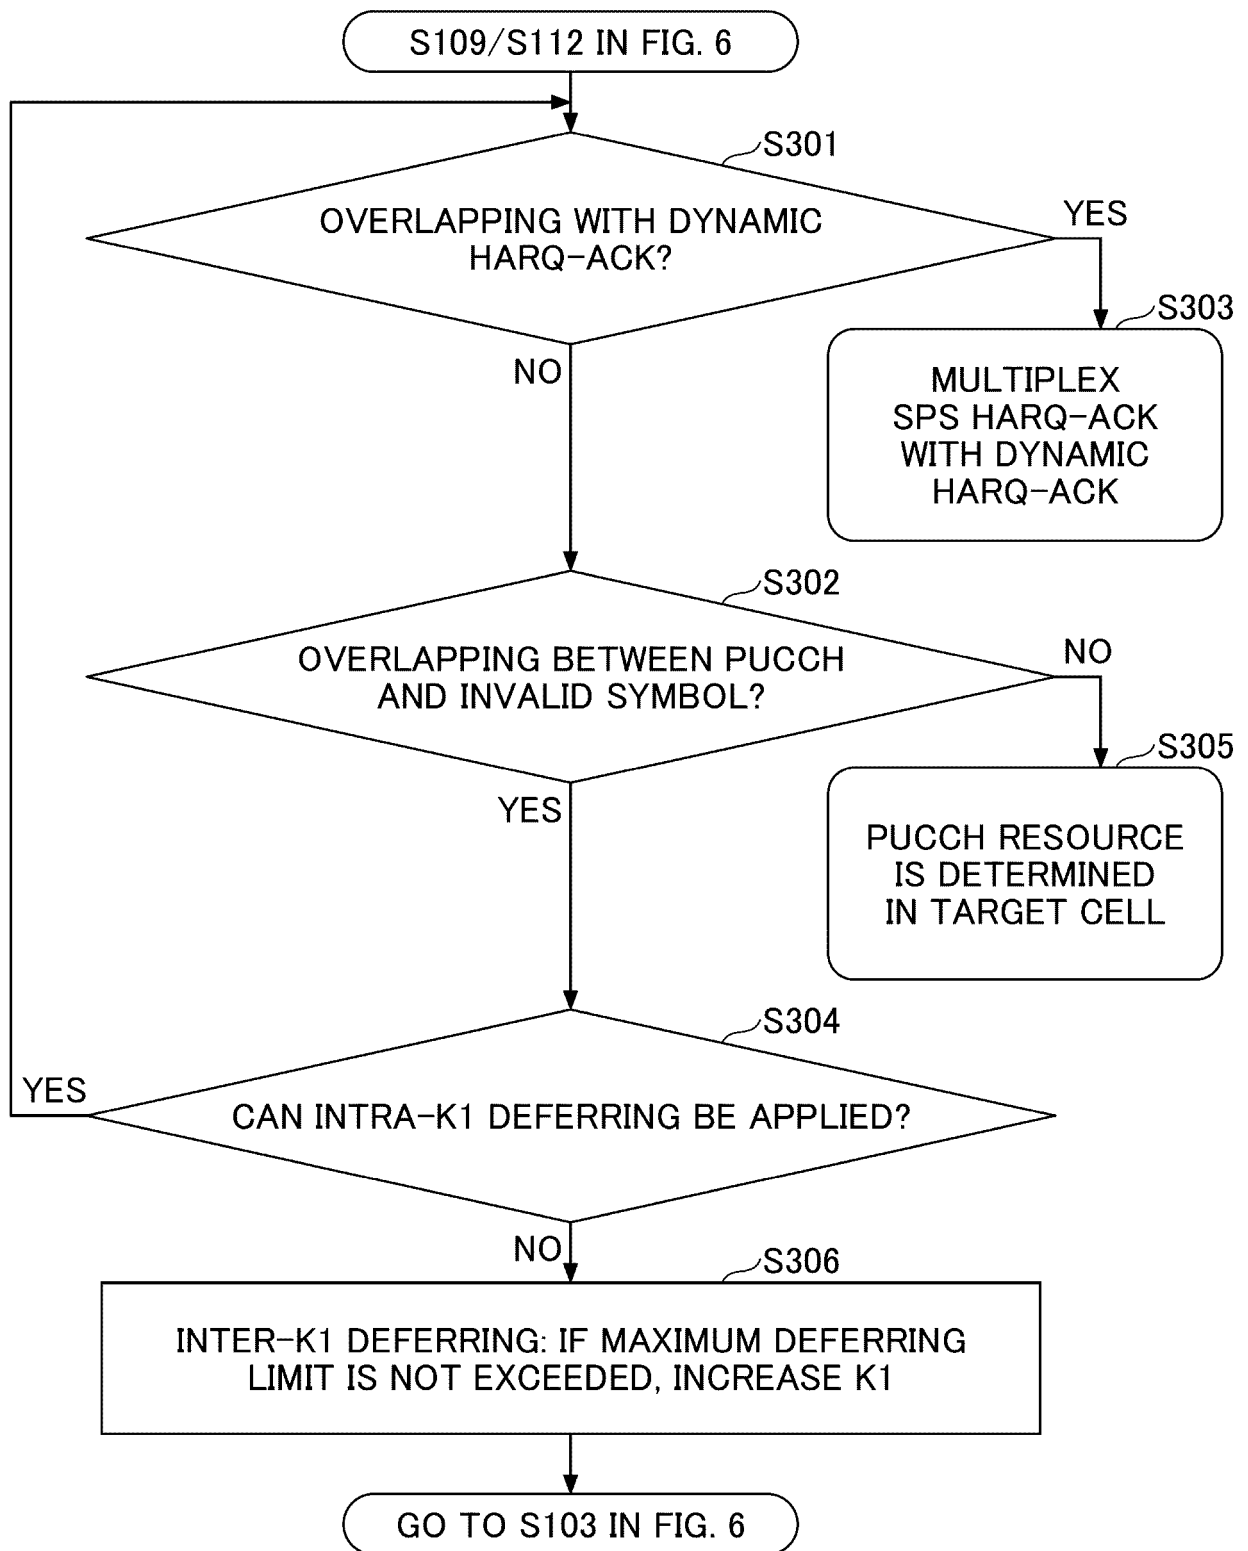 S109/S112 IN FIG. 6
S301
OVERLAPPING WITH DYNAMIC
HARQ-ACK?
YES
NO
S303
MULTIPLEX
SPS HARQ-ACK
WITH DYNAMIC
HARQ-ACK
S302
OVERLAPPING BETWEEN PUCCH
AND INVALID SYMBOL?
NO
YES
S305
PUCCH RESOURCE
IS DETERMINED
IN TARGET CELL
S304
YES
CAN INTRA-K1 DEFERRING BE APPLIED?
NO
S306
INTER-K1 DEFERRING: IF MAXIMUM DEFERRING
LIMIT IS NOT EXCEEDED, INCREASE K1
GO TO S103 IN FIG. 6